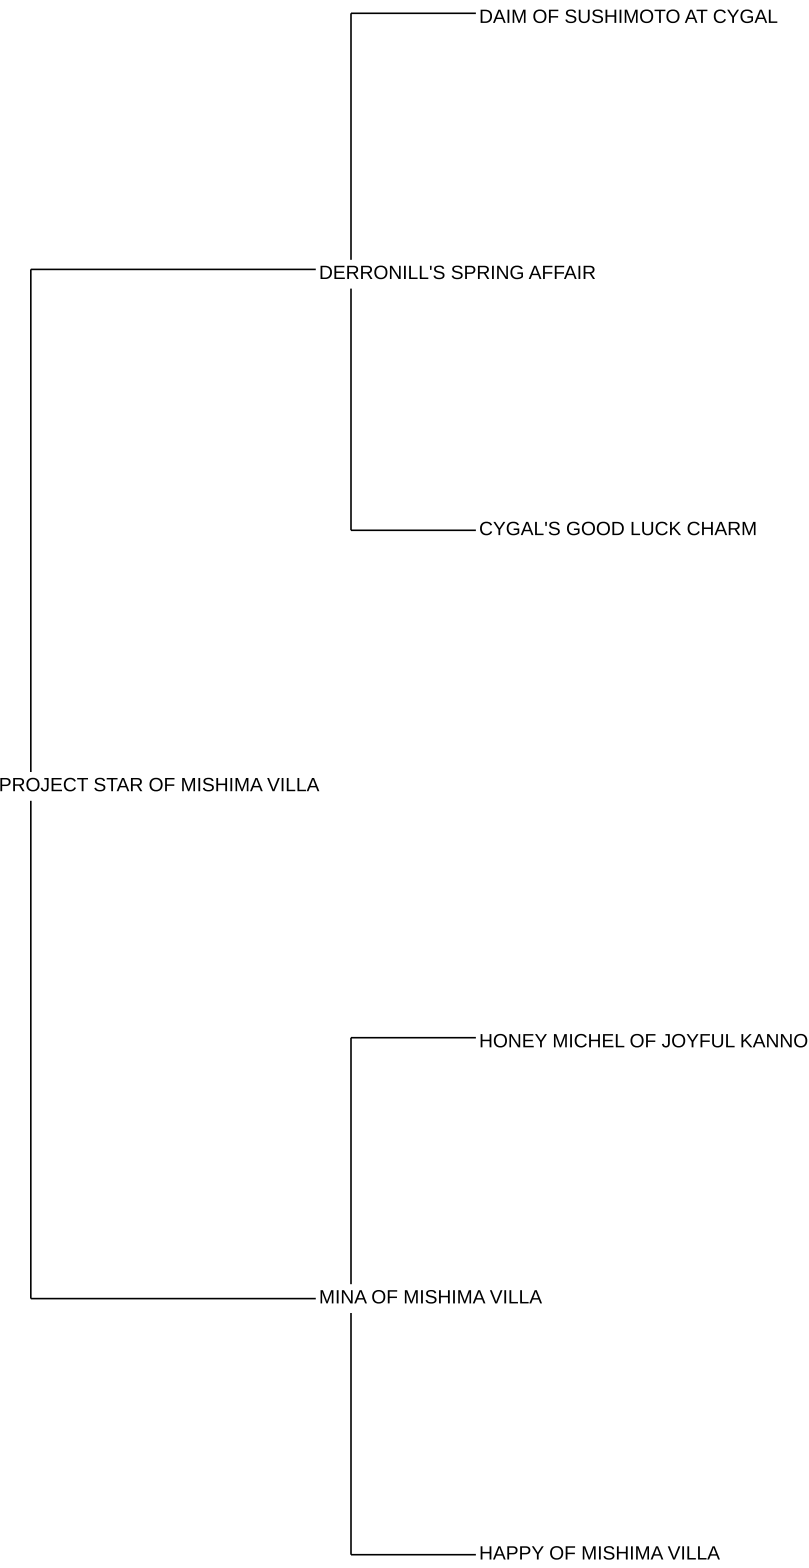 DAIM OF SUSHIMOTO AT CYGAL
DERRONILL'S SPRING AFFAIR
CYGAL'S GOOD LUCK CHARM
PROJECT STAR OF MISHIMA VILLA
HONEY MICHEL OF JOYFUL KANNO
MINA OF MISHIMA VILLA
HAPPY OF MISHIMA VILLA